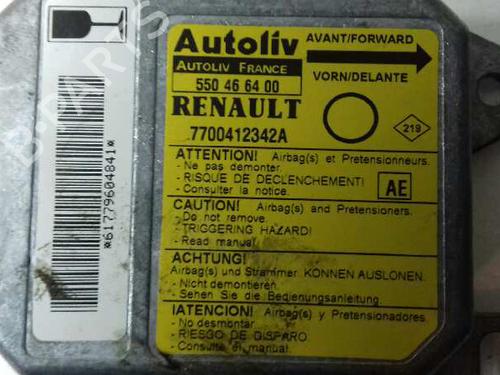 Autoliv
AVANT/FORWARD
AUTOLIV FRANCE
VORN/DELANTE
550 46 64 00
RENAULT
7700412342A
219
ATTENTION! Airbag(s) et Pretensionneurs.
- Ne pas demonter.
- RISQUE DE DECLENCHEMENT!
- Consulter la notice.
AE
CAUTION! Airbag(s) and Pretensioners.
- Do not remove.
- TRIGGERING HAZARD!
- Read manual.
ACHTUNG!
Airbag(s) und Strammer KONNEN AUSLONEN.
- Nicht demontieren.
- Sehen Sie die Bedienungsanleitung.
!ATENCION! Airbag(s) y Pretensionadores.
- No desmontar.
- RIESGO DE DISPARO
- Consulte el manual.
*61779604841*
B-PARTS